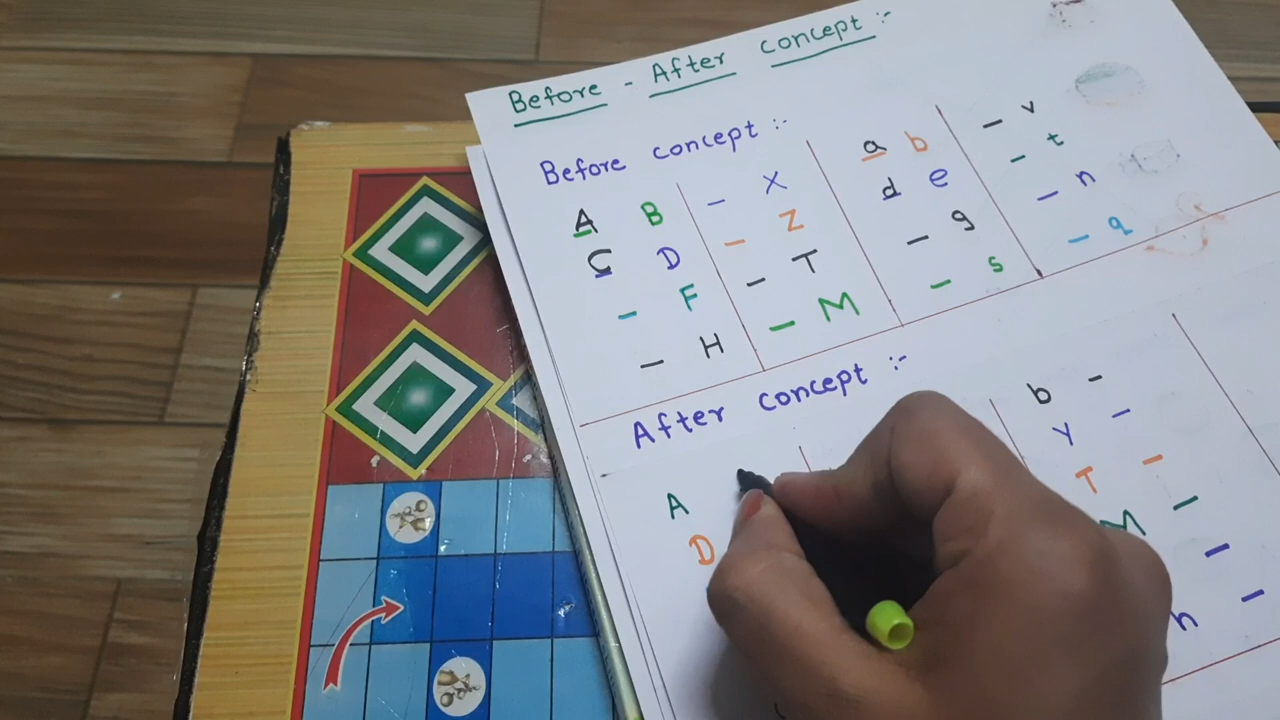 Before - After concept :-
Before concept :-
A B
C D
- F
- H
- X
- Z
- T
- M
a b
d e
- g
- s
- v
- t
- n
- q
After concept :-
A
D
b -
Y -
T -
M -
-
h -